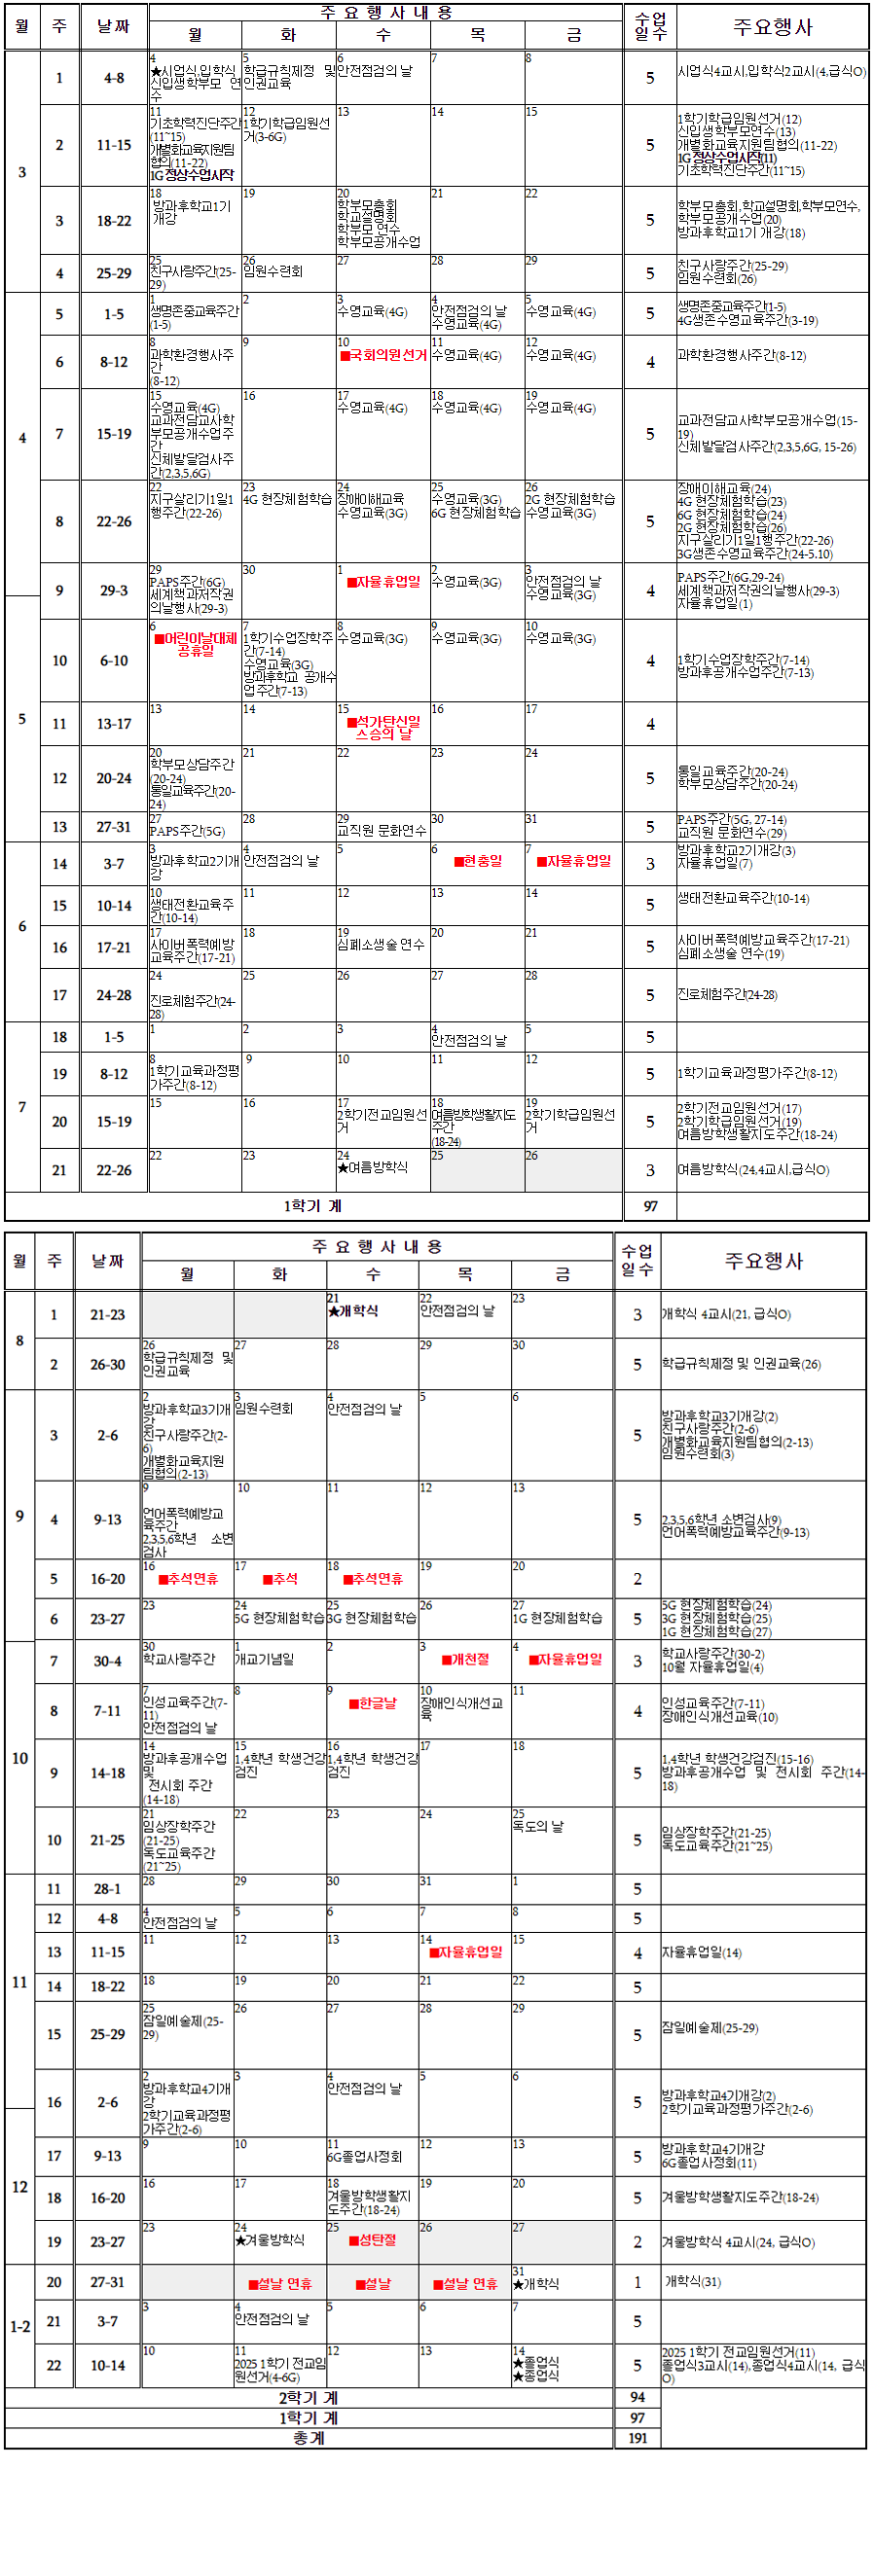 월 주 날 짜 주 요 행 사 내 용 수업 일 수 주요행사
월 화 수 목 금
3
1 4-8 5
4
★시업식,입학식
신입생학부모 연
수
5
학급규칙제정 및
인권교육
6
안전점검의 날
7
8
시업식4교시,입학식2교시(4,급식O)
2 11-15 5
11
기초학력진단주간
(11~15)
개별화교육지원팀
협의(11-22)
1G 정상수업시작
12
1학기학급임원선
거(3-6G)
13
14
15
1학기학급임원선거(12)
신입생학부모연수(13)
개별화교육지원팀협의(11-22)
1G 정상수업시작(11)
기초학력진단주간(11~15)
3 18-22 5
18
방과후학교1기
개강
19
20
학부모총회
학교설명회
학부모 연수
학부모공개수업
21
22
학부모총회,학교설명회,학부모연수,
학부모공개수업(20)
방과후학교1기 개강(18)
4 25-29 5
25
친구사랑주간(25-
29)
26
임원수련회
27
28
29
친구사랑주간(25-29)
임원수련회(26)
4
5 1-5 5
1
생명존중교육주간
(1-5)
2
3
수영교육(4G)
4
안전점검의 날
수영교육(4G)
5
수영교육(4G)
생명존중교육주간(1-5)
4G생존수영교육주간(3-19)
6 8-12 4
8
과학환경행사주
간
(8-12)
9
10
■국회의원선거
11
수영교육(4G)
12
수영교육(4G)
과학환경행사주간(8-12)
7 15-19 5
15
수영교육(4G)
교과전담교사학
부모공개수업주
간
신체발달검사주
간(2,3,5,6G)
16
17
수영교육(4G)
18
수영교육(4G)
19
수영교육(4G)
교과전담교사학부모공개수업(15-
19)
신체발달검사주간(2,3,5,6G, 15-26)
8 22-26 5
22
지구살리기1일1
행주간(22-26)
23
4G 현장체험학습
24
장애이해교육
수영교육(3G)
25
수영교육(3G)
6G 현장체험학습
26
2G 현장체험학습
수영교육(3G)
장애이해교육(24)
4G 현장체험학습(23)
6G 현장체험학습(24)
2G 현장체험학습(26)
지구살리기1일1행주간(22-26)
3G생존수영교육주간(24-5.10)
9 29-3 4
29
PAPS주간(6G)
세계책과저작권
의날행사(29-3)
30
1
■자율휴업일
2
수영교육(3G)
3
안전점검의 날
수영교육(3G)
PAPS주간(6G,29-24)
세계책과저작권의날행사(29-3)
자율휴업일(1)
5
10 6-10 4
6
■어린이날대체
공휴일
7
1학기수업장학주
간(7-14)
수영교육(3G)
방과후학교 공개수
업주간(7-13)
8
수영교육(3G)
9
수영교육(3G)
10
수영교육(3G)
1학기수업장학주간(7-14)
방과후공개수업주간(7-13)
11 13-17 4
13
14
15
■석가탄신일
스승의 날
16
17
12 20-24 5
20
학부모상담주간
(20-24)
통일교육주간(20-
24)
21
22
23
24
통일교육주간(20-24)
학부모상담주간(20-24)
13 27-31 5
27
PAPS주간(5G)
28
29
교직원 문화연수
30
31
PAPS주간(5G, 27-14)
교직원 문화연수(29)
6
14 3-7 3
3
방과후학교2기개
강
4
안전점검의 날
5
6
■현충일
7
■자율휴업일
방과후학교2기개강(3)
자율휴업일(7)
15 10-14 5
10
생태전환교육주
간(10-14)
11
12
13
14
생태전환교육주간(10-14)
16 17-21 5
17
사이버폭력예방
교육주간(17-21)
18
19
심폐소생술 연수
20
21
사이버폭력예방교육주간(17-21)
심폐소생술 연수(19)
17 24-28 5
24
진로체험주간(24-
28)
25
26
27
28
진로체험주간(24-28)
7
18 1-5 5
1
2
3
4
안전점검의 날
5
19 8-12 5
8
1학기교육과정평
가주간(8-12)
9
10
11
12
1학기교육과정평가주간(8-12)
20 15-19 5
15
16
17
2학기전교임원선
거
18
여름방학생활지도
주간
(18-24)
19
2학기학급임원선
거
2학기전교임원선거(17)
2학기학급임원선거(19)
여름방학생활지도주간(18-24)
21 22-26 3
22
23
24
★여름방학식
25
26
여름방학식(24,4교시,급식O)
1학기 계 97
월 주 날 짜 주 요 행 사 내 용 수업 일 수 주요행사
월 화 수 목 금
8
1 21-23 3
21
★개학식
22
안전점검의 날
23
개학식 4교시(21, 급식O)
2 26-30 5
26
학급규칙제정 및
인권교육
27
28
29
30
학급규칙제정 및 인권교육(26)
9
3 2-6 5
2
방과후학교3기개
강
친구사랑주간(2-
6)
개별화교육지원
팀협의(2-13)
3
임원수련회
4
안전점검의 날
5
6
방과후학교3기개강(2)
친구사랑주간(2-6)
개별화교육지원팀협의(2-13)
임원수련회(3)
4 9-13 5
9
언어폭력예방교
육주간
2,3,5,6학년 소변
검사
10
11
12
13
2,3,5,6학년 소변검사(9)
언어폭력예방교육주간(9-13)
5 16-20 2
16
■추석연휴
17
■추석
18
■추석연휴
19
20
6 23-27 5
23
24
5G 현장체험학습
25
3G 현장체험학습
26
27
1G 현장체험학습
5G 현장체험학습(24)
3G 현장체험학습(25)
1G 현장체험학습(27)
10
7 30-4 3
30
학교사랑주간
1
개교기념일
2
3
■개천절
4
■자율휴업일
학교사랑주간(30-2)
10월 자율휴업일(4)
8 7-11 4
7
인성교육주간(7-
11)
안전점검의 날
8
9
■한글날
10
장애인식개선교
육
11
인성교육주간(7-11)
장애인식개선교육(10)
9 14-18 5
14
방과후공개수업
및
전시회 주간
(14-18)
15
1,4학년 학생건강
검진
16
1,4학년 학생건강
검진
17
18
1,4학년 학생건강검진(15-16)
방과후공개수업 및 전시회 주간(14-
18)
10 21-25 5
21
임상장학주간
(21-25)
독도교육주간
(21~25)
22
23
24
25
독도의 날
임상장학주간(21-25)
독도교육주간(21~25)
11
11 28-1 5
28
29
30
31
1
12 4-8 5
4
안전점검의 날
5
6
7
8
13 11-15 4
11
12
13
14
■자율휴업일
15
자율휴업일(14)
14 18-22 5
18
19
20
21
22
15 25-29 5
25
잠일예술제(25-
29)
26
27
28
29
잠일예술제(25-29)
16 2-6 5
2
방과후학교4기개
강
2학기교육과정평
가주간(2-6)
3
4
안전점검의 날
5
6
방과후학교4기개강(2)
2학기교육과정평가주간(2-6)
12
17 9-13 5
9
10
11
6G졸업사정회
12
13
방과후학교4기개강
6G졸업사정회(11)
18 16-20 5
16
17
18
겨울방학생활지
도주간(18-24)
19
20
겨울방학생활지도주간(18-24)
19 23-27 2
23
24
★겨울방학식
25
■성탄절
26
27
겨울방학식 4교시(24, 급식O)
1-2
20 27-31 1
■설날 연휴
■설날
■설날 연휴
31
★개학식
개학식(31)
21 3-7 5
3
4
안전점검의 날
5
6
7
22 10-14 5
10
11
2025 1학기 전교임
원선거(4-6G)
12
13
14
★졸업식
★종업식
2025 1학기 전교임원선거(11)
졸업식3교시(14),종업식4교시(14, 급식
O)
2학기 계 94
1학기 계 97
총계 191